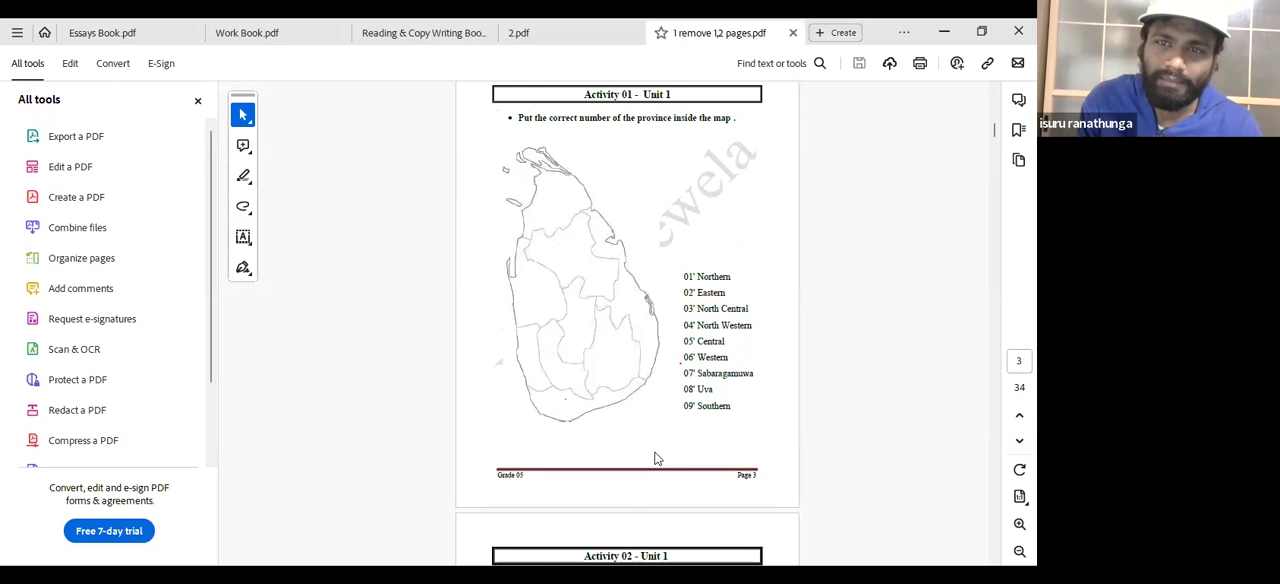 Essays Book.pdf
Work Book.pdf
Reading & Copy Writing Boo...
2.pdf
1 remove 1,2 pages.pdf
+ Create
All tools
Edit
Convert
E-Sign
Find text or tools
All tools
Export a PDF
Edit a PDF
Create a PDF
Combine files
Organize pages
Add comments
Request e-signatures
Scan & OCR
Protect a PDF
Redact a PDF
Compress a PDF
Convert, edit and e-sign PDF
forms & agreements.
Free 7-day trial
Activity 01 - Unit 1
• Put the correct number of the province inside the map .
ewela
01' Northern
02' Eastern
03' North Central
04' North Western
05' Central
06' Western
07' Sabaragamuwa
08' Uva
09' Southern
Grade 05
Page 3
Activity 02 - Unit 1
3
34
isuru ranathunga